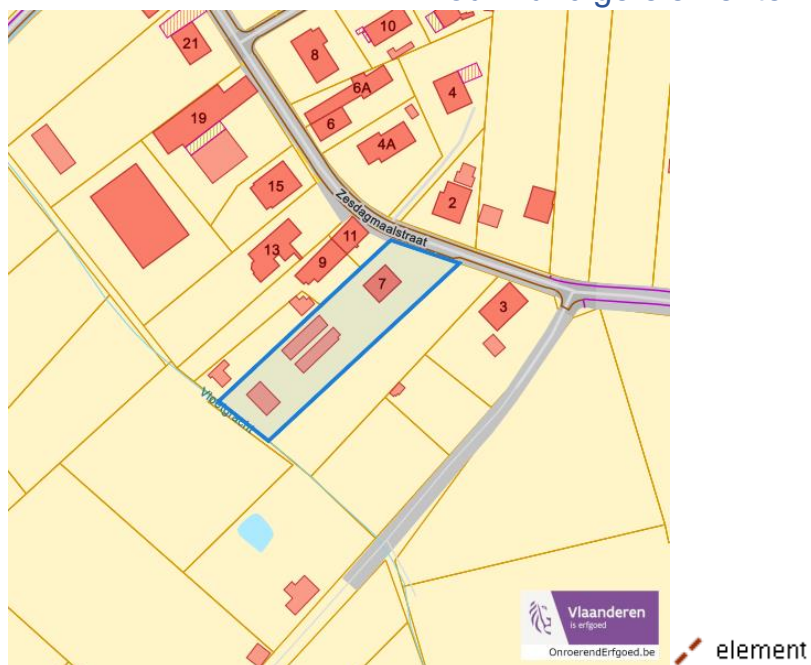 21
10
8
6A
4
19
6
4A
15
Zesdagmaalstraat
2
11
13
9
7
3
Vlaanderen
is erfgoed
OnroerendErfgoed.be
element